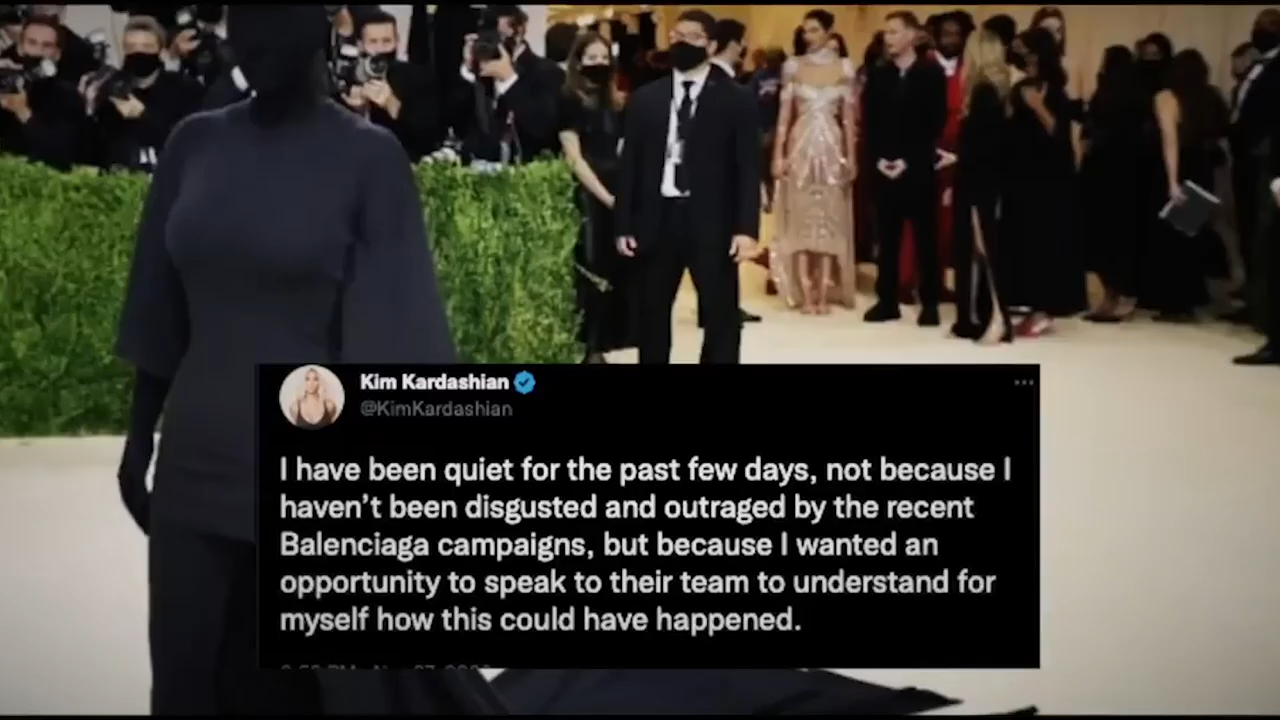 Kim Kardashian
@KimKardashian
I have been quiet for the past few days, not because I
haven't been disgusted and outraged by the recent
Balenciaga campaigns, but because I wanted an
opportunity to speak to their team to understand for
myself how this could have happened.